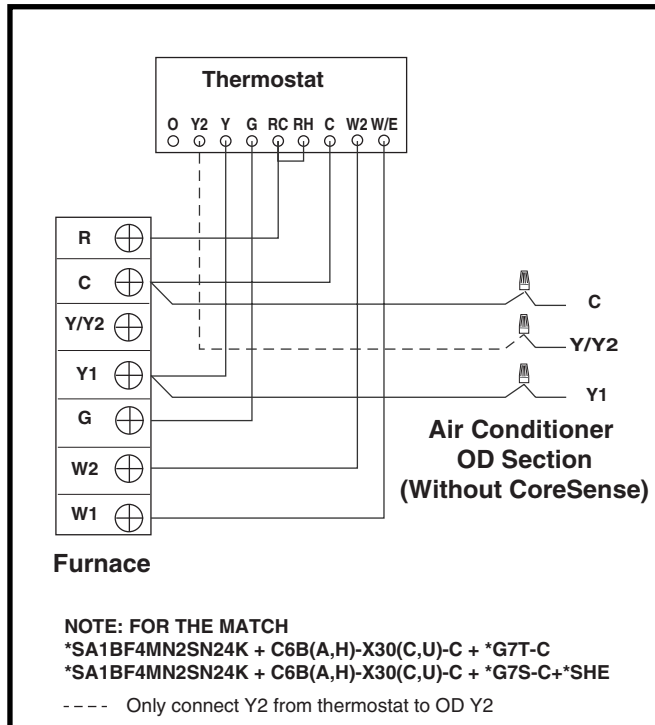 Thermostat
O Y2 Y G RC RH C W2 W/E
R
C
C
Y/Y2
Y/Y2
Y1
Y1
G
W2
W1
Air Conditioner
OD Section
(Without CoreSense)
Furnace
NOTE: FOR THE MATCH
*SA1BF4MN2SN24K + C6B(A,H)-X30(C,U)-C + *G7T-C
*SA1BF4MN2SN24K + C6B(A,H)-X30(C,U)-C + *G7S-C+*SHE
---- Only connect Y2 from thermostat to OD Y2